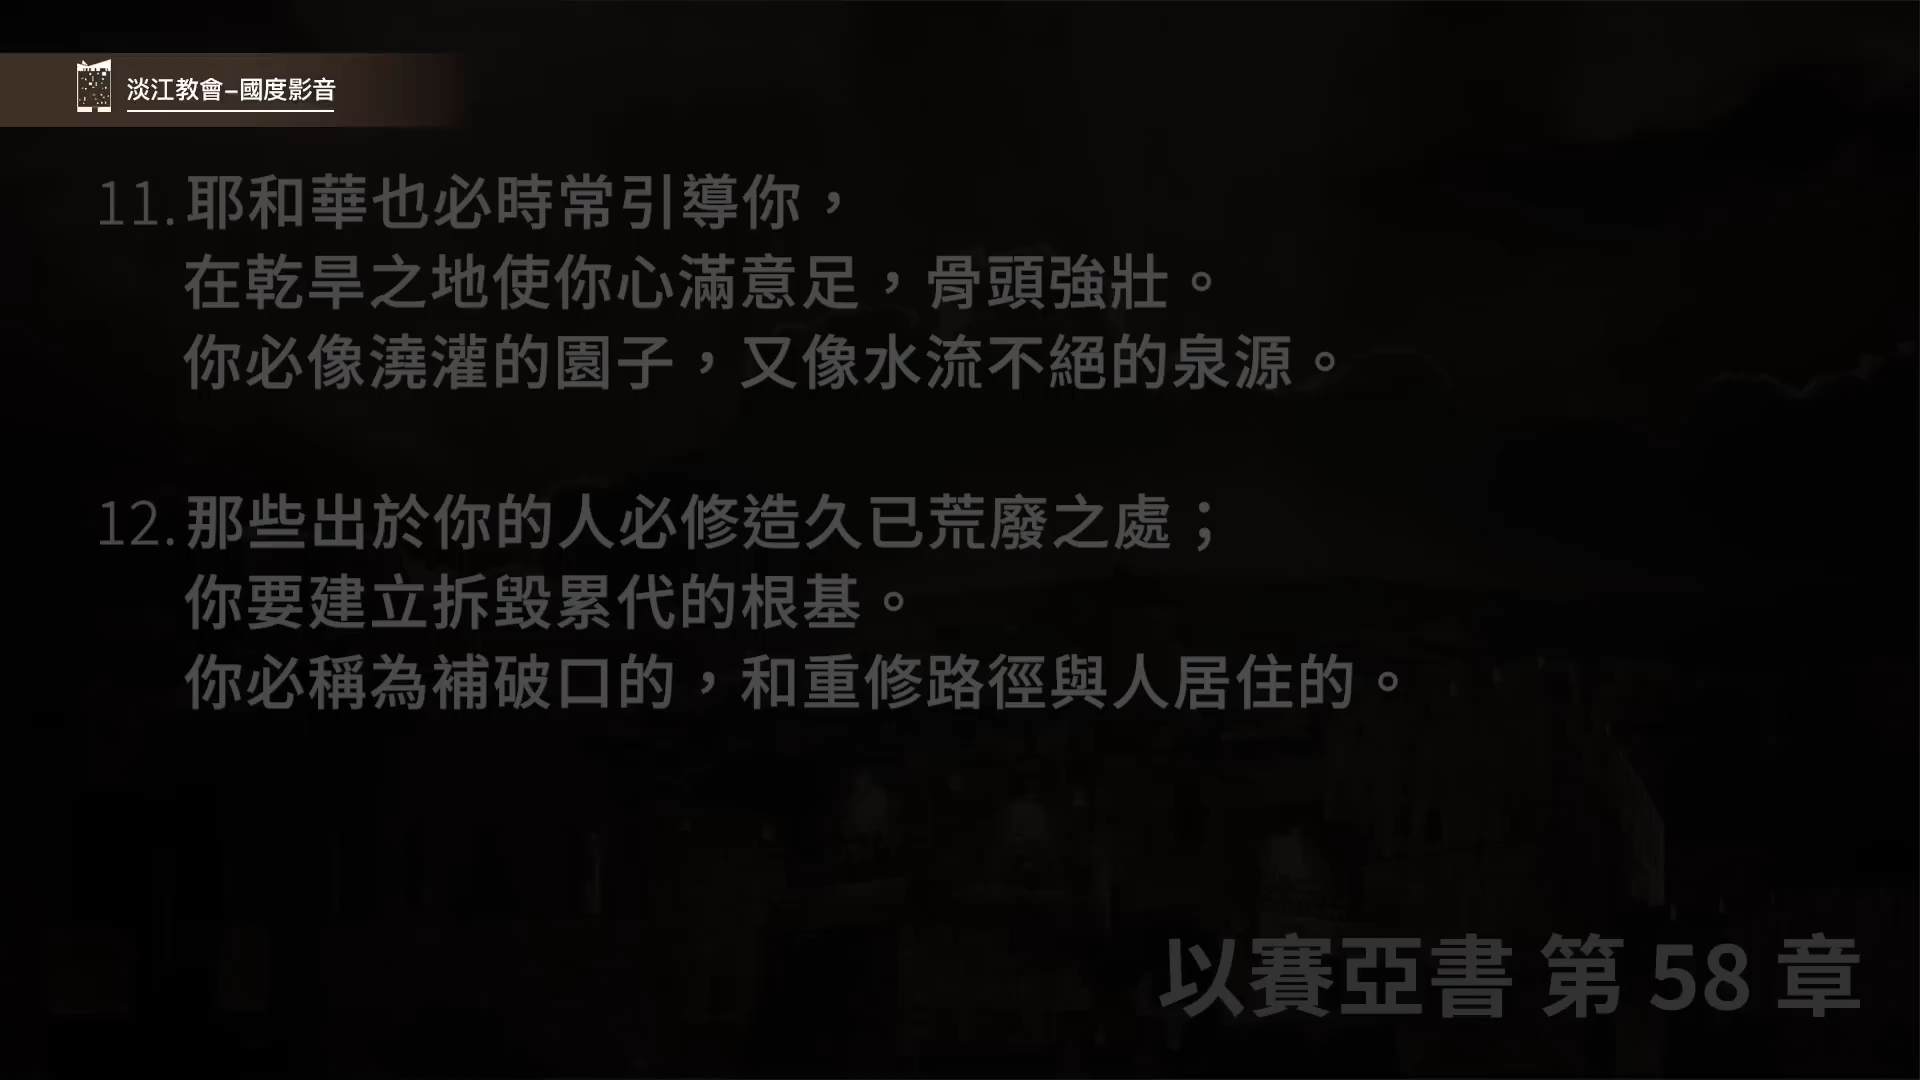 淡江教會–國度影音
11.耶和華也必時常引導你，
在乾旱之地使你心滿意足，骨頭強壯。
你必像澆灌的園子，又像水流不絕的泉源。
12.那些出於你的人必修造久已荒廢之處；
你要建立拆毀累代的根基。
你必稱為補破口的，和重修路徑與人居住的。
以賽亞書 第 58 章